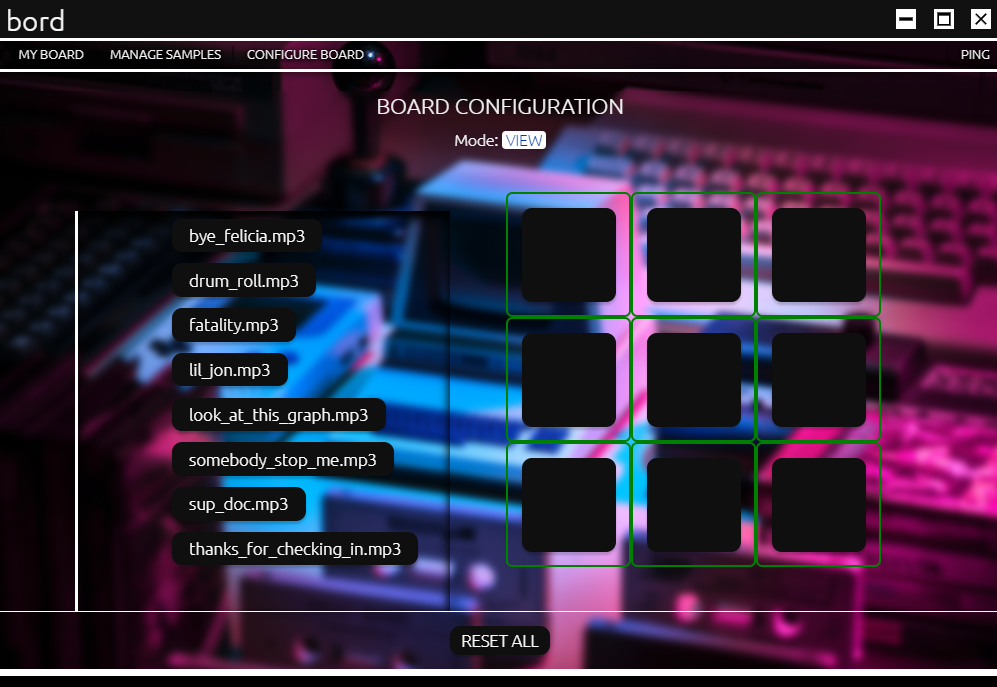 bord
MY BOARD MANAGE SAMPLES CONFIGURE BOARD PING
BOARD CONFIGURATION
Mode: VIEW
bye_felicia.mp3
drum_roll.mp3
fatality.mp3
lil_jon.mp3
look_at_this_graph.mp3
somebody_stop_me.mp3
sup_doc.mp3
thanks_for_checking_in.mp3
RESET ALL